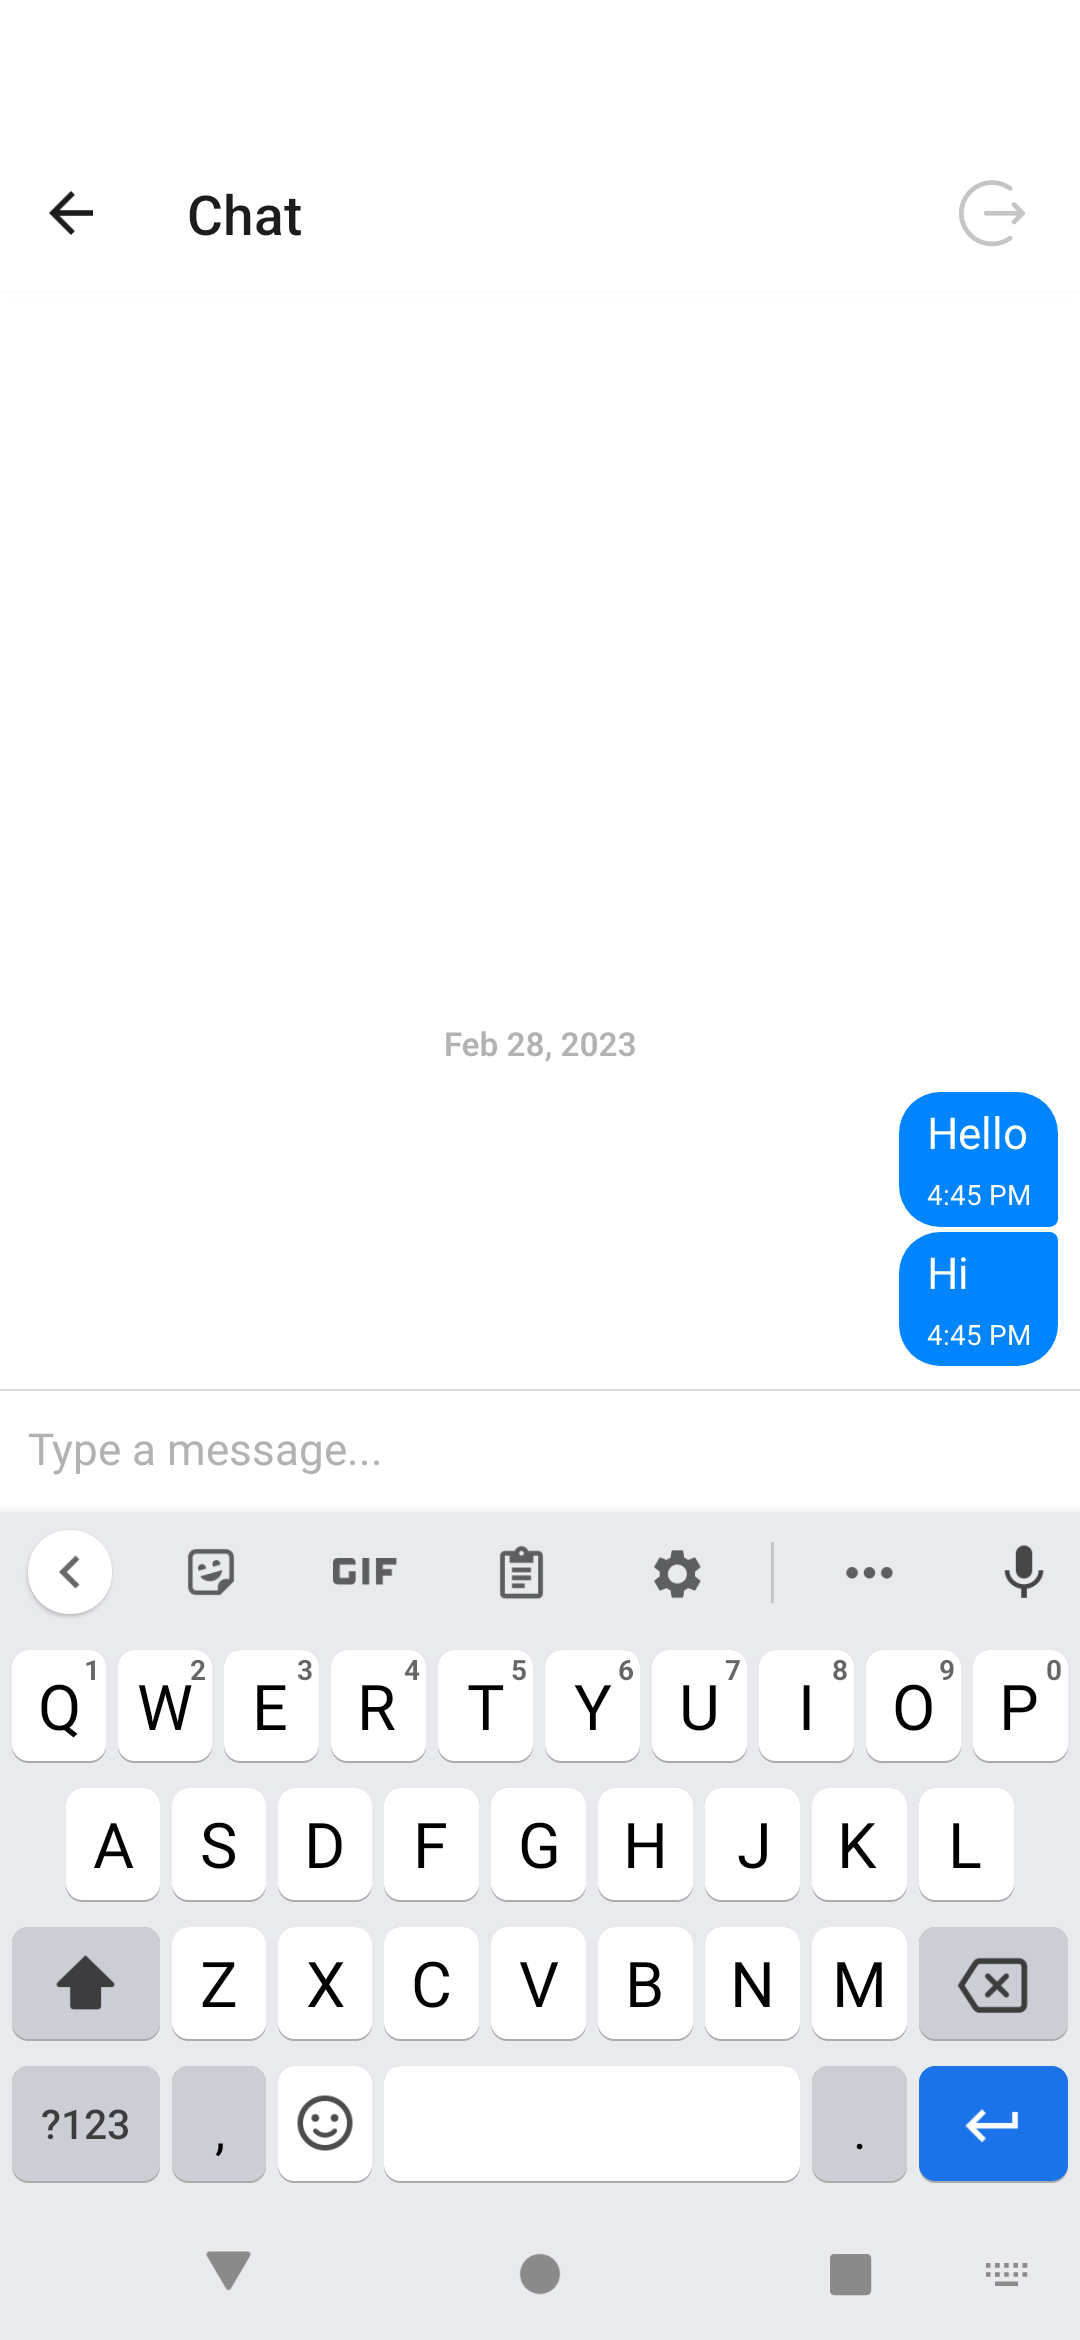 Chat
Feb 28, 2023
Hello
4:45 PM
Hi
4:45 PM
Type a message...
GIF
Q 1 W 2 E 3 R 4 T 5 Y 6 U 7 I 8 O 9 P 0
A S D F G H J K L
Z X C V B N M
?123 , .